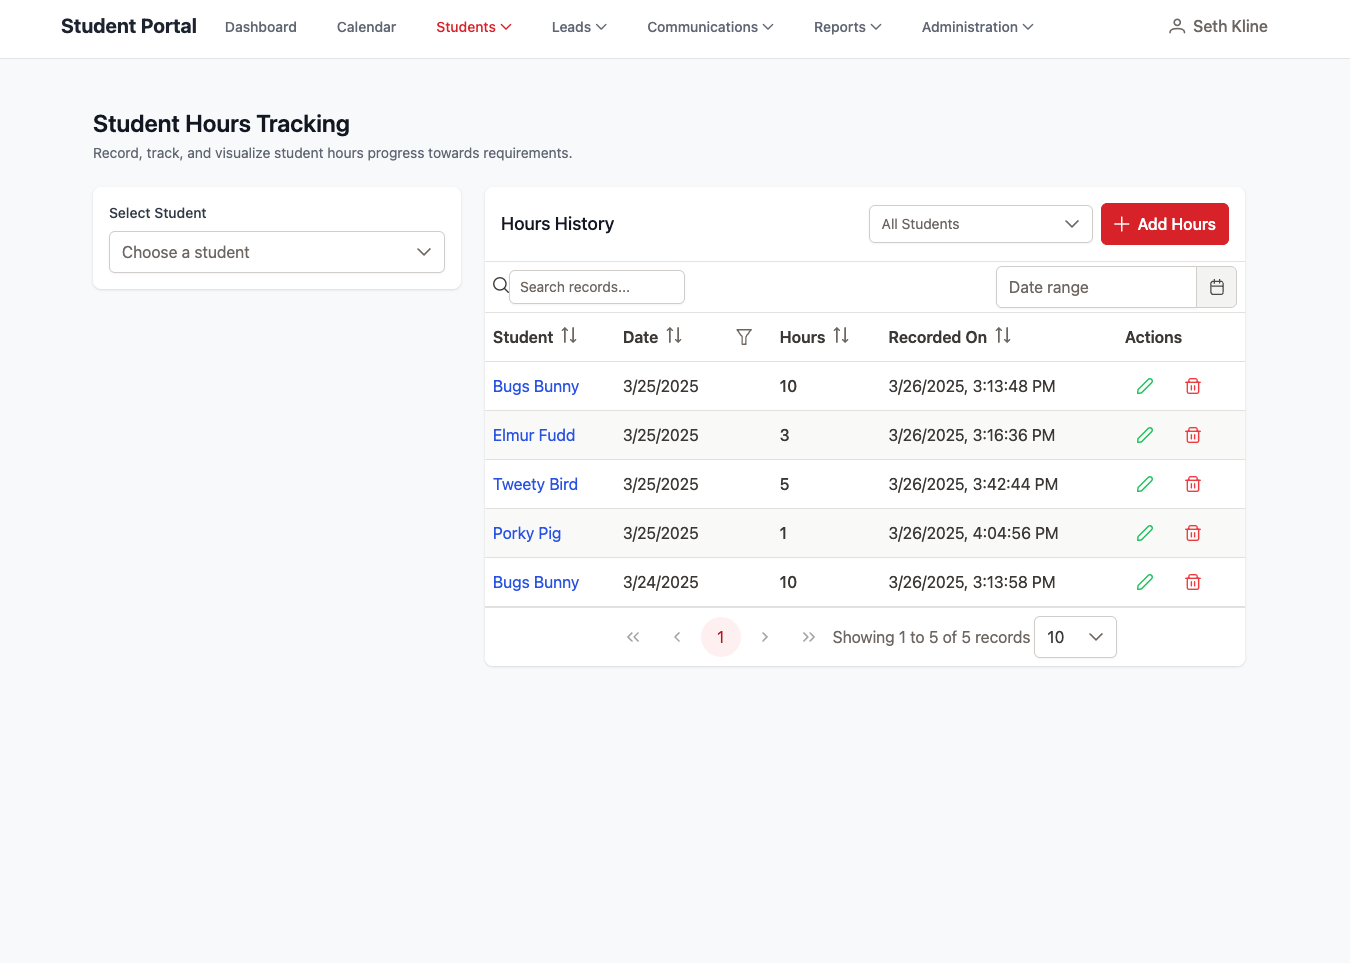 Student Portal Dashboard Calendar Students Leads Communications Reports Administration Seth Kline
Student Hours Tracking
Record, track, and visualize student hours progress towards requirements.
Select Student
Choose a student
Hours History All Students Add Hours
Search records... Date range
Student Date Hours Recorded On Actions
Bugs Bunny 3/25/2025 10 3/26/2025, 3:13:48 PM
Elmur Fudd 3/25/2025 3 3/26/2025, 3:16:36 PM
Tweety Bird 3/25/2025 5 3/26/2025, 3:42:44 PM
Porky Pig 3/25/2025 1 3/26/2025, 4:04:56 PM
Bugs Bunny 3/24/2025 10 3/26/2025, 3:13:58 PM
1 Showing 1 to 5 of 5 records 10